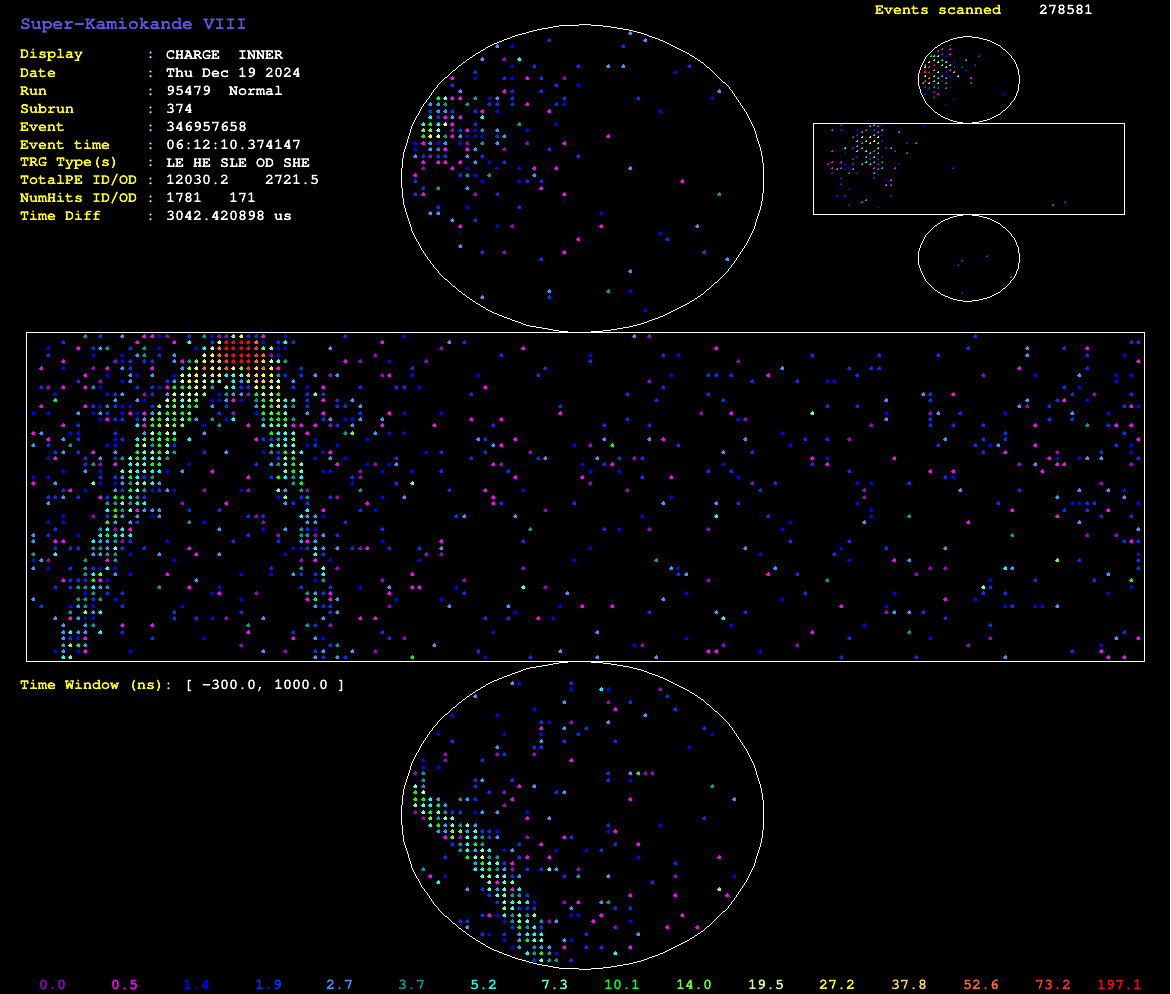 Super-Kamiokande VIII
Events scanned 278581
Display : CHARGE INNER
Date : Thu Dec 19 2024
Run : 95479 Normal
Subrun : 374
Event : 346957658
Event time : 06:12:10.374147
TRG Type(s) : LE HE SLE OD SHE
TotalPE ID/OD : 12030.2 2721.5
NumHits ID/OD : 1781 171
Time Diff : 3042.420898 us
Time Window (ns): [ −300.0, 1000.0 ]
0.0 0.5 1.4 1.9 2.7 3.7 5.2 7.3 10.1 14.0 19.5 27.2 37.8 52.6 73.2 197.1